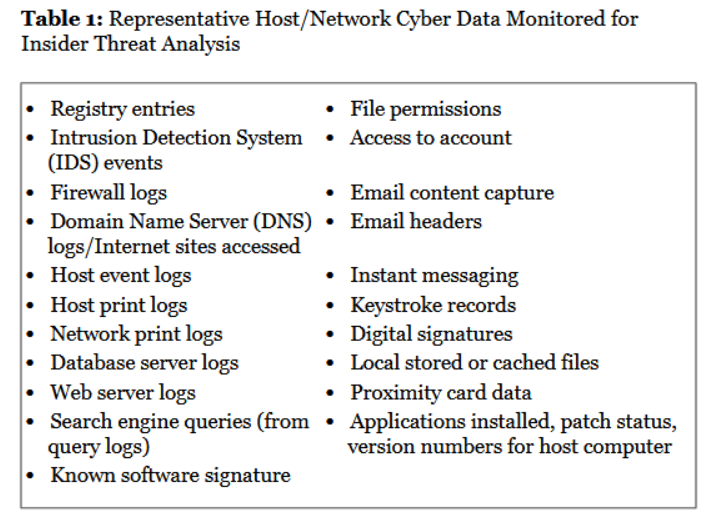 Table 1: Representative Host/Network Cyber Data Monitored for
Insider Threat Analysis
• Registry entries
• Intrusion Detection System
(IDS) events
• Firewall logs
• Domain Name Server (DNS)
logs/Internet sites accessed
• Host event logs
• Host print logs
• Network print logs
• Database server logs
• Web server logs
• Search engine queries (from
query logs)
• Known software signature
• File permissions
• Access to account
• Email content capture
• Email headers
• Instant messaging
• Keystroke records
• Digital signatures
• Local stored or cached files
• Proximity card data
• Applications installed, patch status,
version numbers for host computer